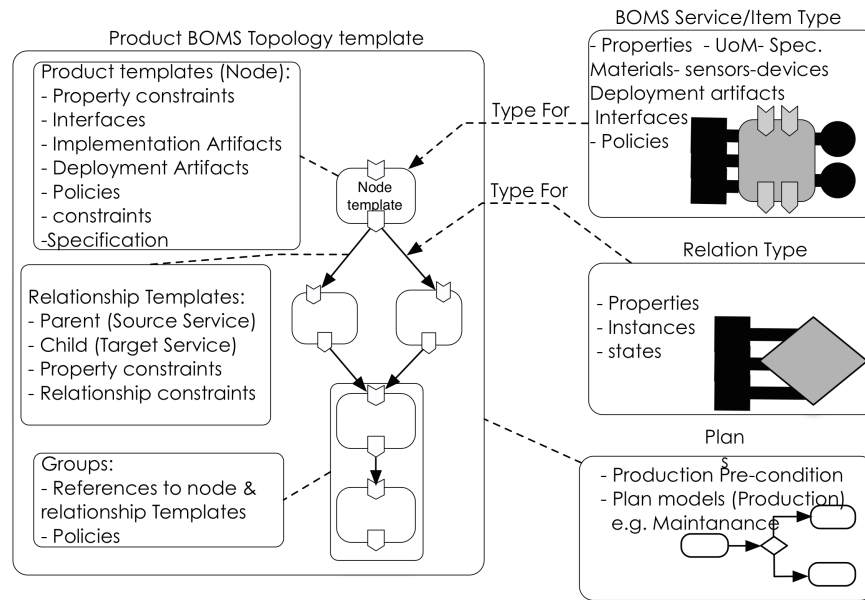 Product BOMS Topology template
Product templates (Node):
- Property constraints
- Interfaces
- Implementation Artifacts
- Deployment Artifacts
- Policies
- constraints
-Specification
Node
template
Relationship Templates:
- Parent (Source Service)
- Child (Target Service)
- Property constraints
- Relationship constraints
Groups:
- References to node &
relationship Templates
- Policies
Type For
Type For
BOMS Service/Item Type
- Properties - UoM- Spec.
Materials- sensors-devices
Deployment artifacts
Interfaces
- Policies
Relation Type
- Properties
- Instances
- states
Plan
s
- Production Pre-condition
- Plan models (Production)
e.g. Maintanance